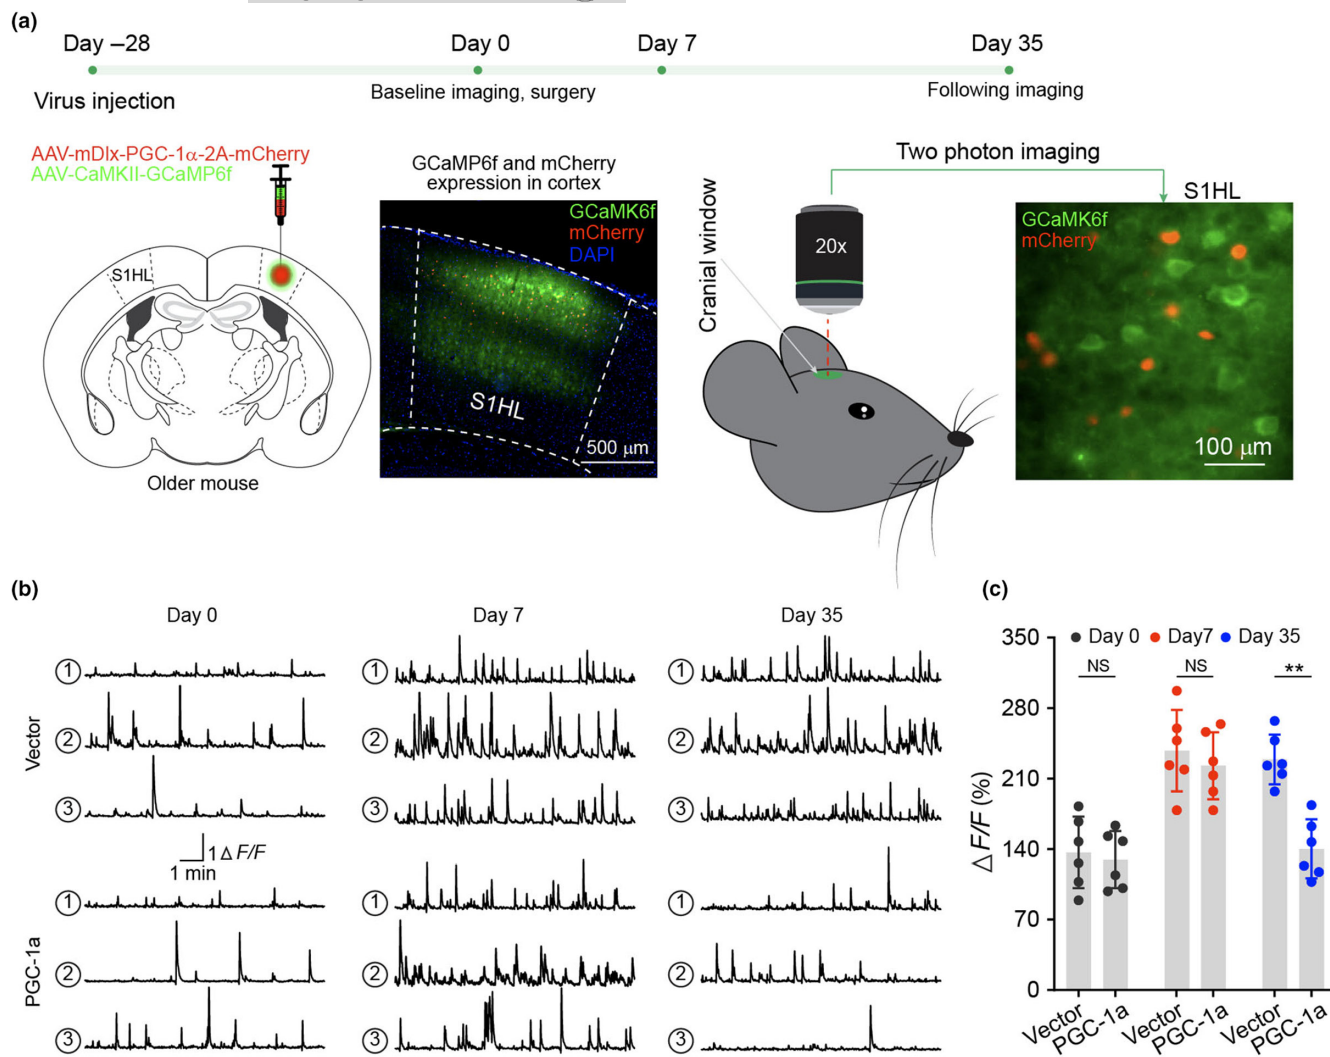 (a)
Day –28
Day 0
Day 7
Day 35
Virus injection
Baseline imaging, surgery
Following imaging
AAV-mDlx-PGC-1α-2A-mCherry
AAV-CaMKII-GCaMP6f
S1HL
Older mouse
GCaMP6f and mCherry
expression in cortex
GCaMK6f
mCherry
DAPI
S1HL
500 μm
Two photon imaging
Cranial window
20x
S1HL
GCaMK6f
mCherry
100 μm
(b)
Day 0
Day 7
Day 35
Vector
1
1
1
2
2
2
3
3
3
1 Δ F/F
1 min
PGC-1a
1
1
1
2
2
2
3
3
3
(c)
Day 0
Day7
Day 35
NS
NS
**
△ F/F (%)
350
280
210
140
70
0
Vector
PGC-1a
Vector
PGC-1a
Vector
PGC-1a